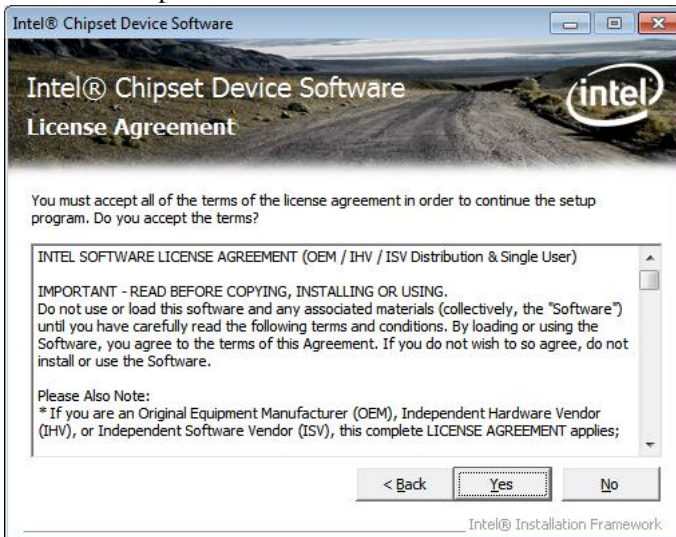 Intel® Chipset Device Software
Intel® Chipset Device Software
intel
License Agreement
You must accept all of the terms of the license agreement in order to continue the setup
program. Do you accept the terms?
INTEL SOFTWARE LICENSE AGREEMENT (OEM / IHV / ISV Distribution & Single User)
IMPORTANT - READ BEFORE COPYING, INSTALLING OR USING.
Do not use or load this software and any associated materials (collectively, the "Software")
until you have carefully read the following terms and conditions. By loading or using the
Software, you agree to the terms of this Agreement. If you do not wish to so agree, do not
install or use the Software.
Please Also Note:
* If you are an Original Equipment Manufacturer (OEM), Independent Hardware Vendor
(IHV), or Independent Software Vendor (ISV), this complete LICENSE AGREEMENT applies;
< Back Yes No
Intel® Installation Framework